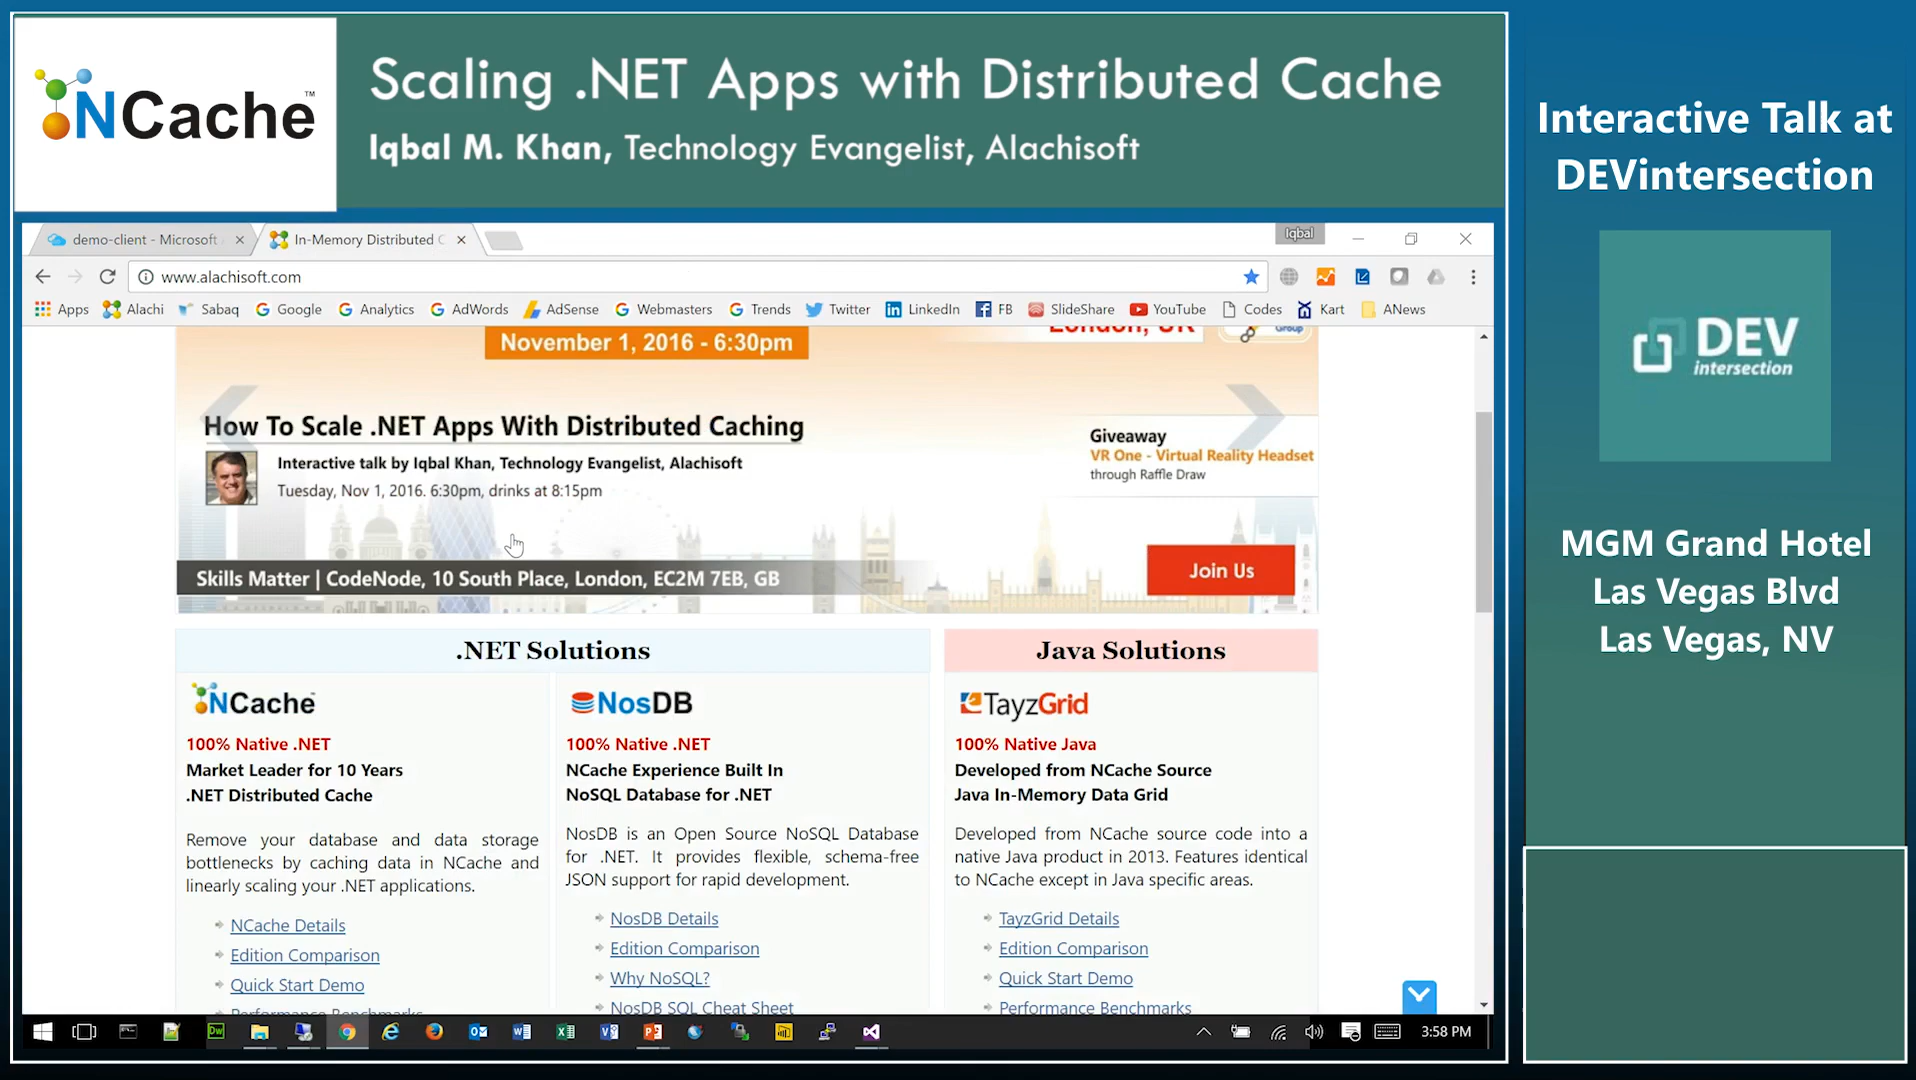 NCache™
Scaling .NET Apps with Distributed Cache
Iqbal M. Khan, Technology Evangelist, Alachisoft
Interactive Talk at
DEVintersection
DEV
intersection
MGM Grand Hotel
Las Vegas Blvd
Las Vegas, NV
demo-client - Microsoft
In-Memory Distributed C
Iqbal
www.alachisoft.com
Apps Alachi Sabaq Google Analytics AdWords AdSense Webmasters Trends Twitter LinkedIn FB SlideShare YouTube Codes Kart ANews
November 1, 2016 - 6:30pm
London, UK
Group
How To Scale .NET Apps With Distributed Caching
Interactive talk by Iqbal Khan, Technology Evangelist, Alachisoft
Tuesday, Nov 1, 2016. 6:30pm, drinks at 8:15pm
Giveaway
VR One - Virtual Reality Headset
through Raffle Draw
Skills Matter | CodeNode, 10 South Place, London, EC2M 7EB, GB
Join Us
.NET Solutions
NCache
100% Native .NET
Market Leader for 10 Years
.NET Distributed Cache
Remove your database and data storage
bottlenecks by caching data in NCache and
linearly scaling your .NET applications.
NCache Details
Edition Comparison
Quick Start Demo
Performance Benchmarks
NosDB
100% Native .NET
NCache Experience Built In
NoSQL Database for .NET
NosDB is an Open Source NoSQL Database
for .NET. It provides flexible, schema-free
JSON support for rapid development.
NosDB Details
Edition Comparison
Why NoSQL?
NosDB SQL Cheat Sheet
Java Solutions
TayzGrid
100% Native Java
Developed from NCache Source
Java In-Memory Data Grid
Developed from NCache source code into a
native Java product in 2013. Features identical
to NCache except in Java specific areas.
TayzGrid Details
Edition Comparison
Quick Start Demo
Performance Benchmarks
3:58 PM